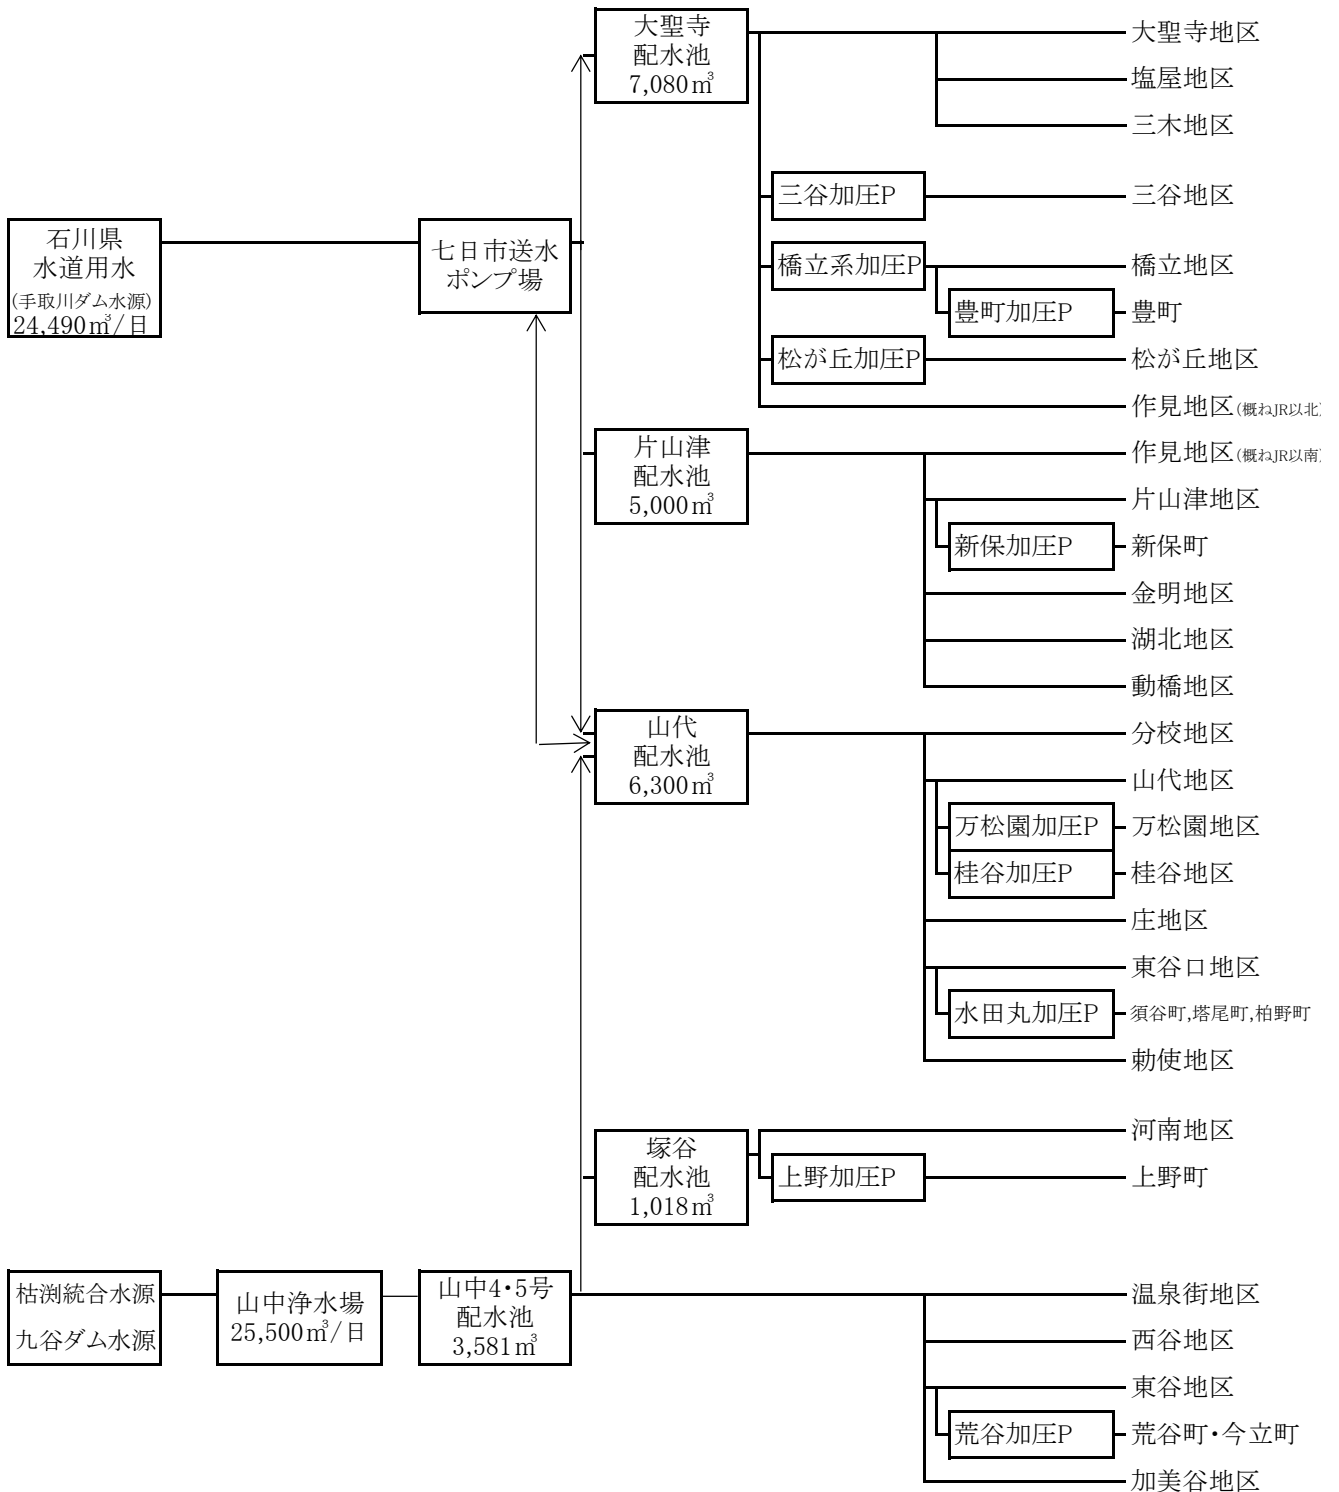 大聖寺
配水池
7,080㎥
大聖寺地区
塩屋地区
三木地区
三谷加圧P
三谷地区
石川県
水道用水
(手取川ダム水源)
24,490㎥/日
七日市送水
ポンプ場
橋立系加圧P
橋立地区
豊町加圧P
豊町
松が丘加圧P
松が丘地区
作見地区(概ねJR以北)
片山津
配水池
5,000㎥
作見地区(概ねJR以南)
片山津地区
新保加圧P
新保町
金明地区
湖北地区
動橋地区
山代
配水池
6,300㎥
分校地区
山代地区
万松園加圧P
万松園地区
桂谷加圧P
桂谷地区
庄地区
東谷口地区
水田丸加圧P
須谷町,塔尾町,柏野町
勅使地区
塚谷
配水池
1,018㎥
河南地区
上野加圧P
上野町
枯渕統合水源
九谷ダム水源
山中浄水場
25,500㎥/日
山中4・5号
配水池
3,581㎥
温泉街地区
西谷地区
東谷地区
荒谷加圧P
荒谷町・今立町
加美谷地区